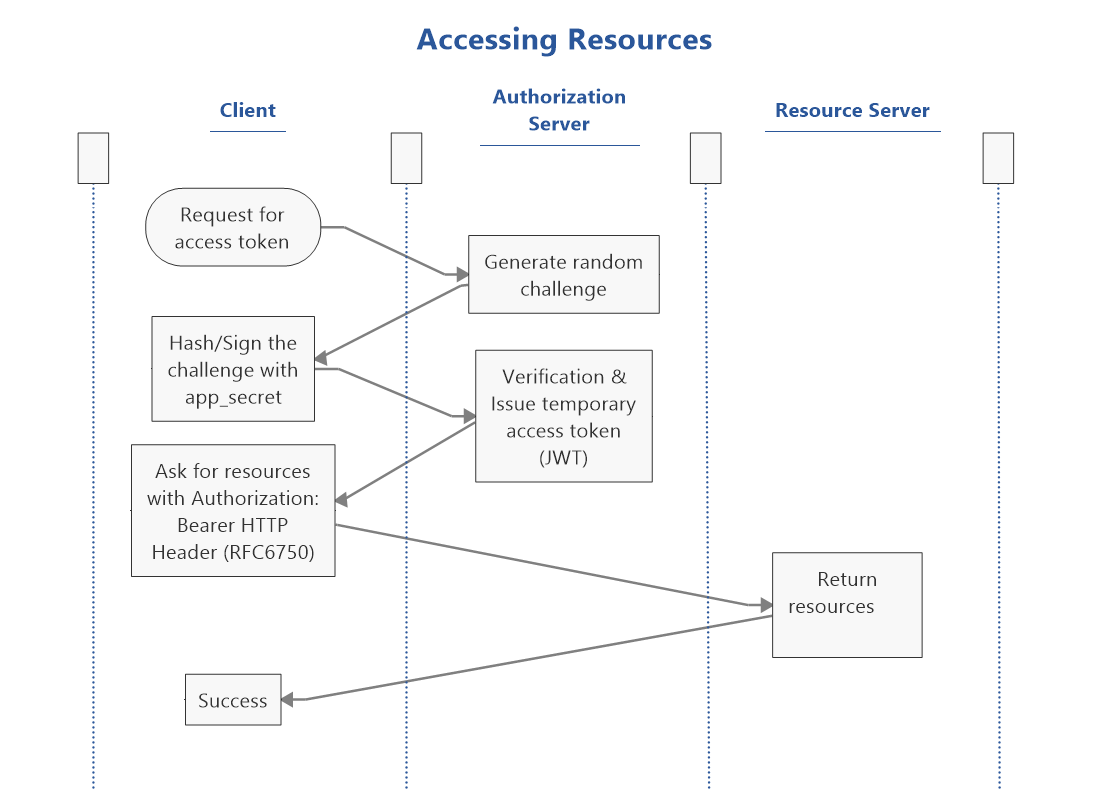 Accessing Resources
Client
Authorization
Server
Resource Server
Request for
access token
Generate random
challenge
Hash/Sign the
challenge with
app_secret
Verification &
Issue temporary
access token
(JWT)
Ask for resources
with Authorization:
Bearer HTTP
Header (RFC6750)
Return
resources
Success